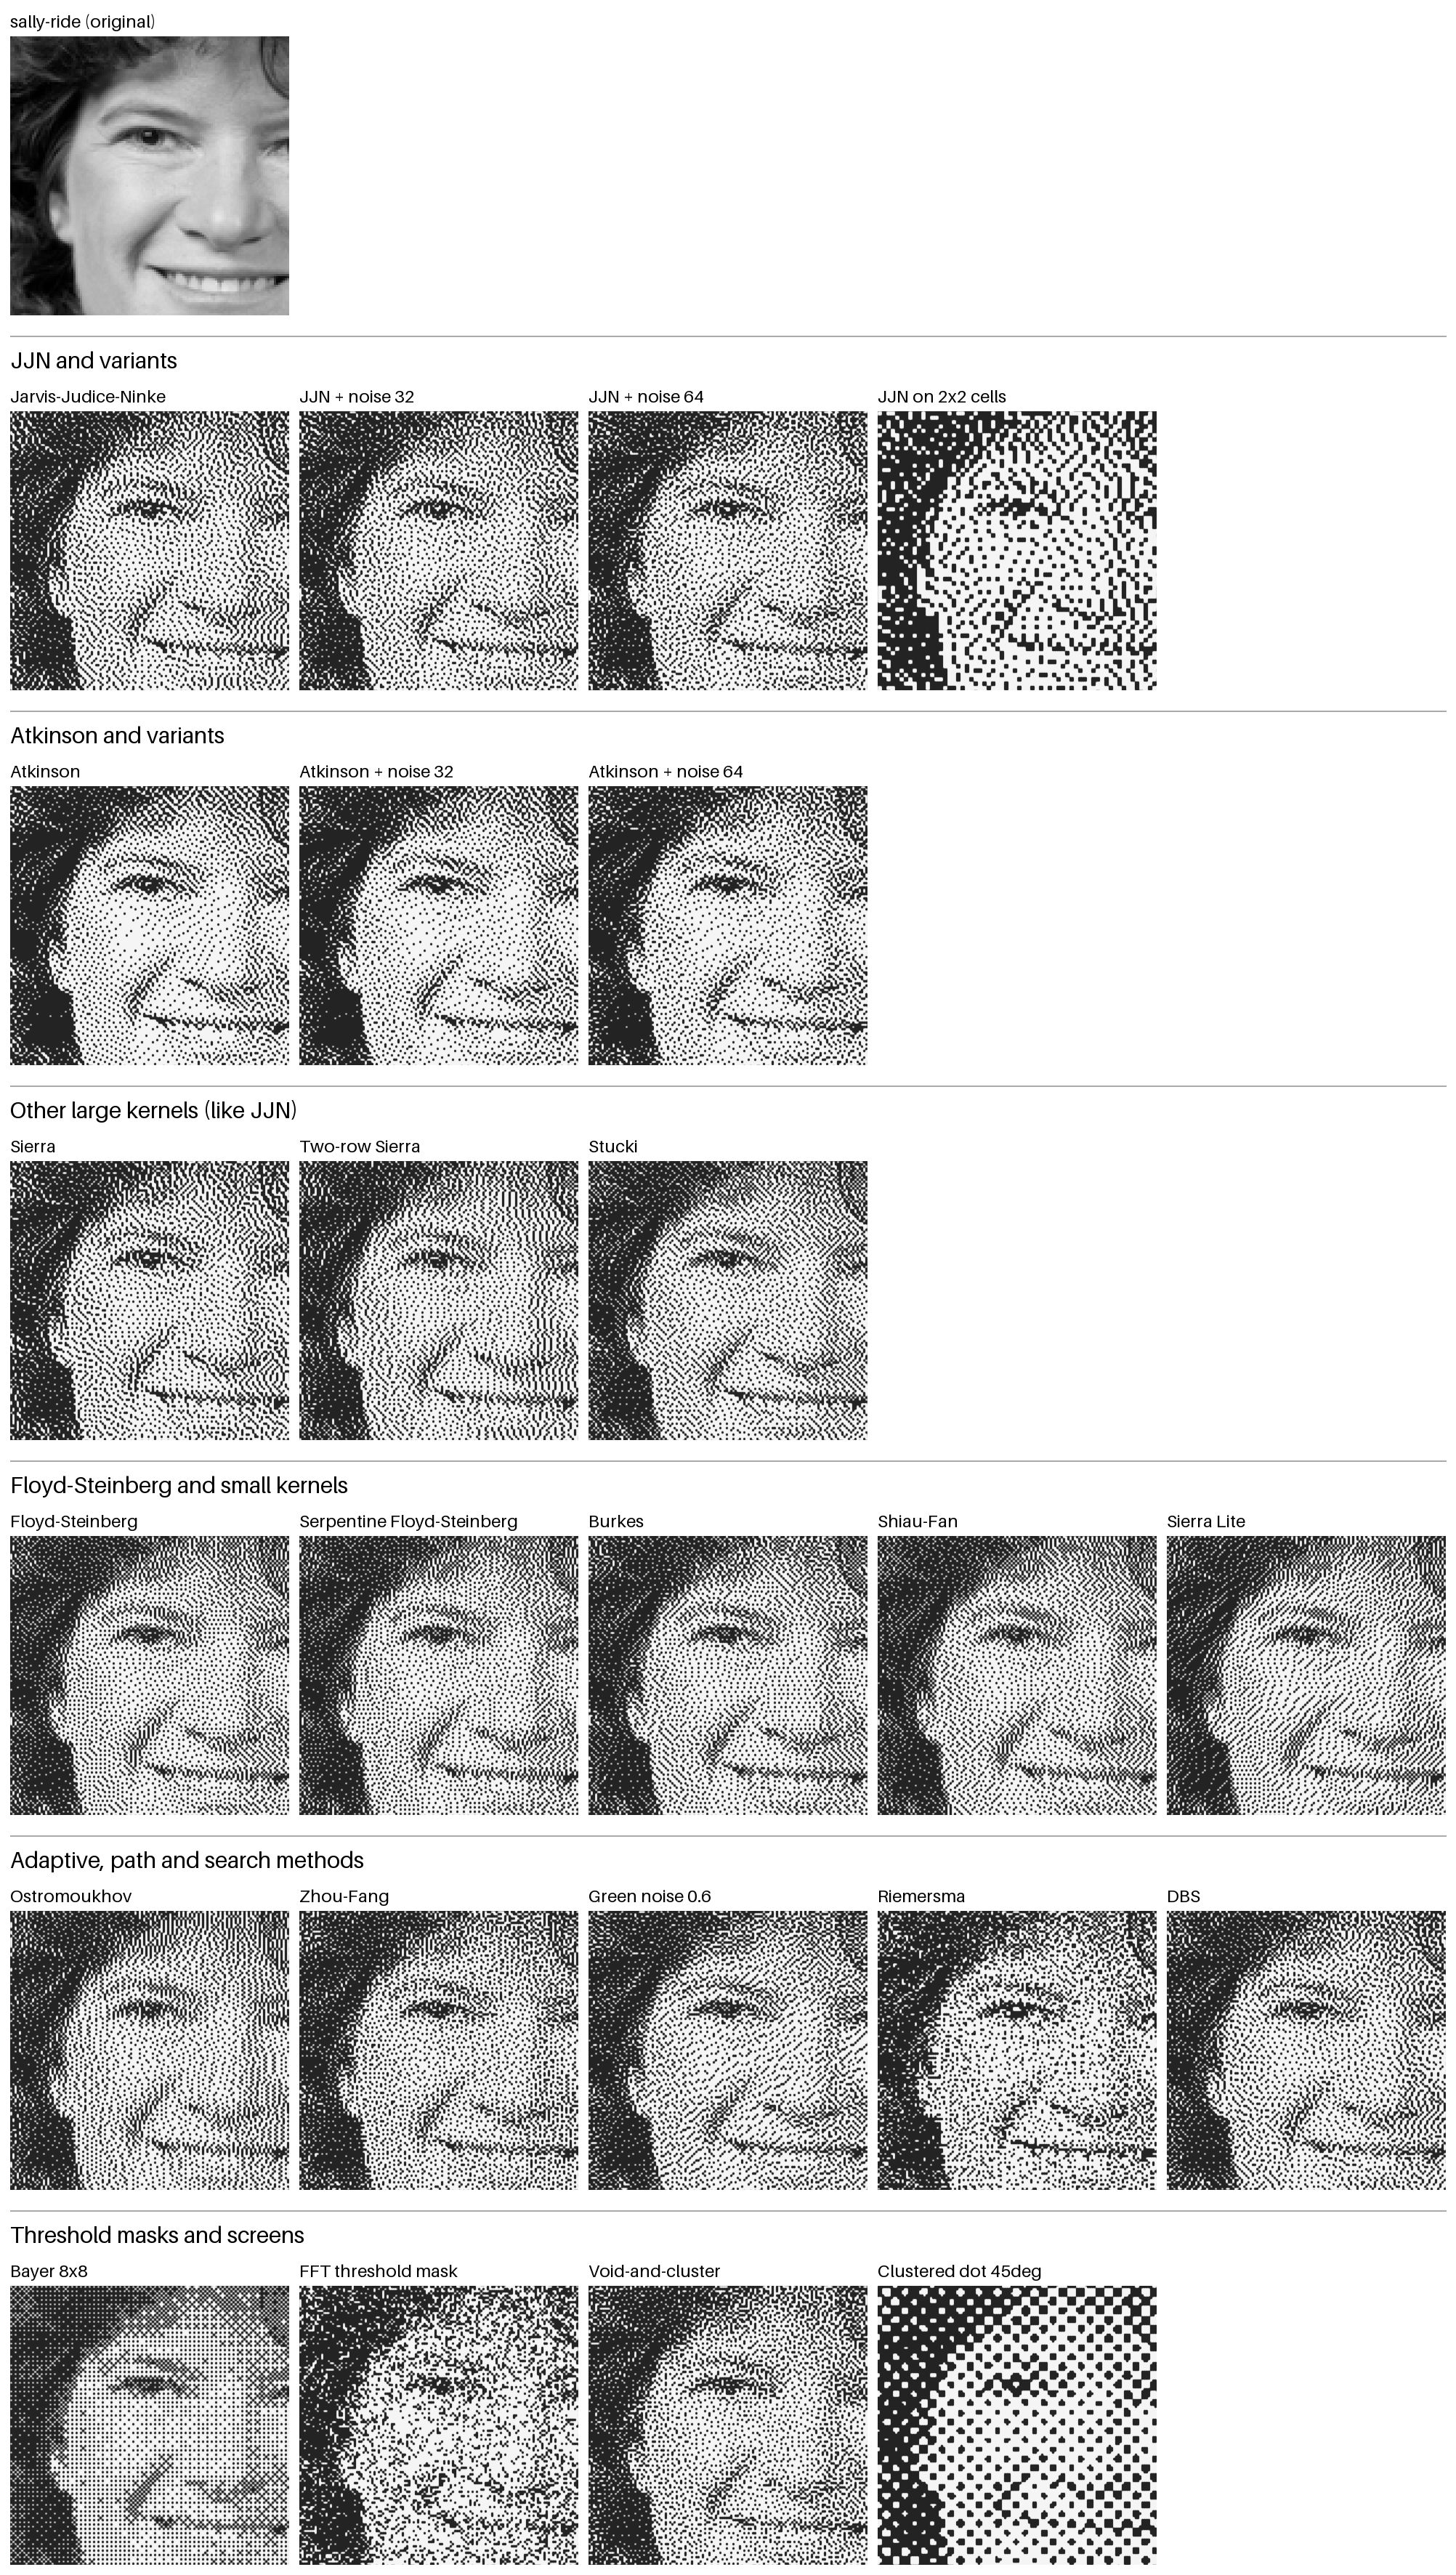 sally-ride (original)
JJN and variants
Jarvis-Judice-Ninke
JJN + noise 32
JJN + noise 64
JJN on 2x2 cells
Atkinson and variants
Atkinson
Atkinson + noise 32
Atkinson + noise 64
Other large kernels (like JJN)
Sierra
Two-row Sierra
Stucki
Floyd-Steinberg and small kernels
Floyd-Steinberg
Serpentine Floyd-Steinberg
Burkes
Shiau-Fan
Sierra Lite
Adaptive, path and search methods
Ostromoukhov
Zhou-Fang
Green noise 0.6
Riemersma
DBS
Threshold masks and screens
Bayer 8x8
FFT threshold mask
Void-and-cluster
Clustered dot 45deg